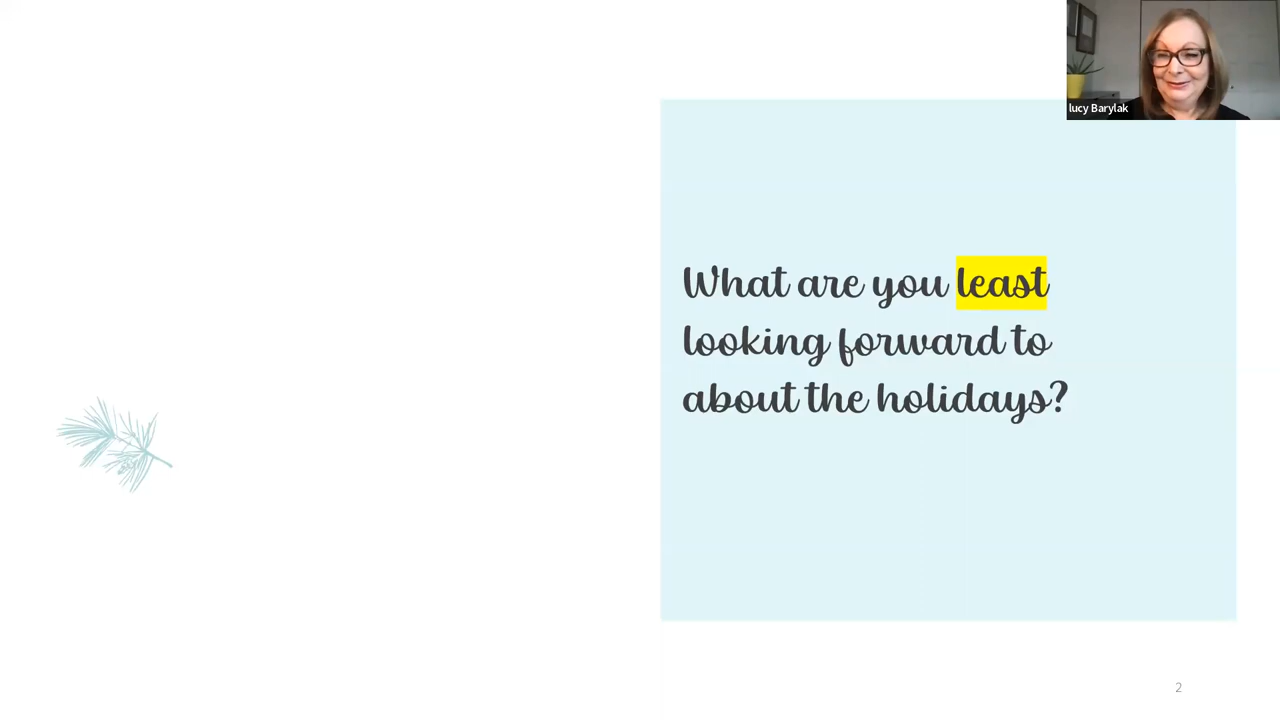 lucy Barylak
What are you least
looking forward to
about the holidays?
2